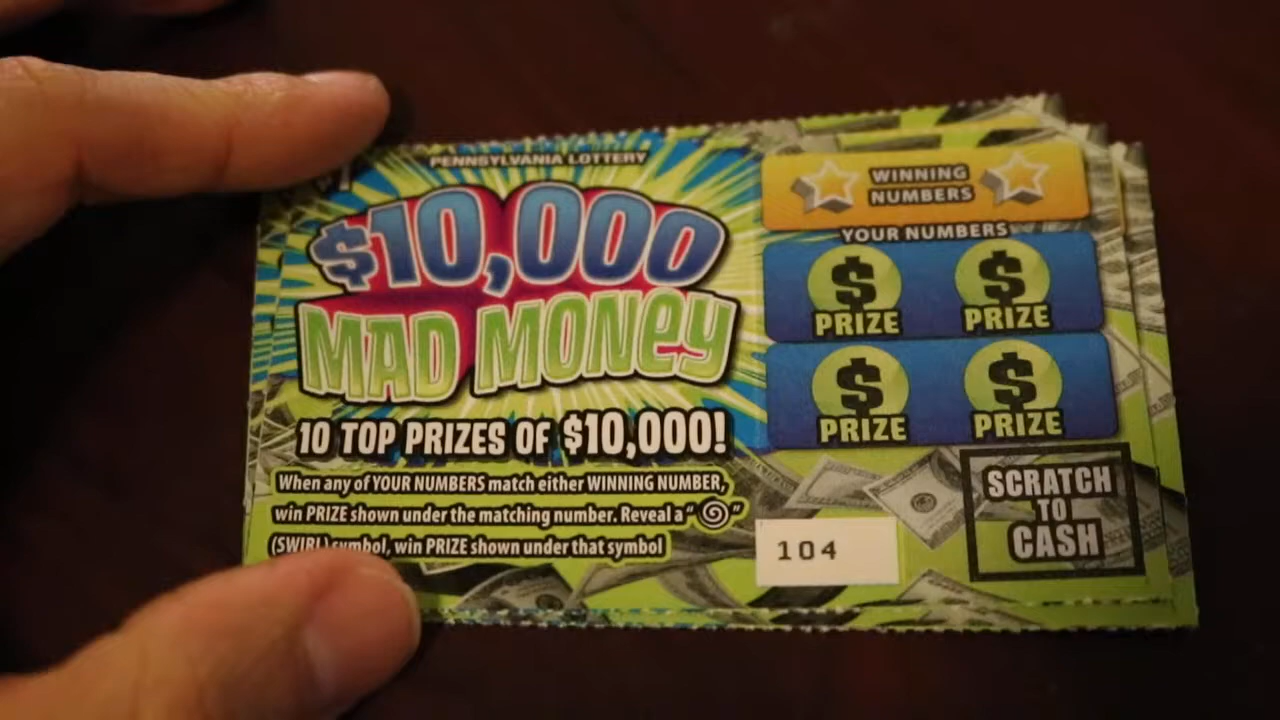 PENNSYLVANIA LOTTERY
$10,000
MAD MONEY
10 TOP PRIZES OF $10,000!
When any of YOUR NUMBERS match either WINNING NUMBER,
win PRIZE shown under the matching number. Reveal a " "
(SWIRL) symbol, win PRIZE shown under that symbol
WINNING
NUMBERS
YOUR NUMBERS
$ $
PRIZE PRIZE
$ $
PRIZE PRIZE
SCRATCH
TO
CASH
104